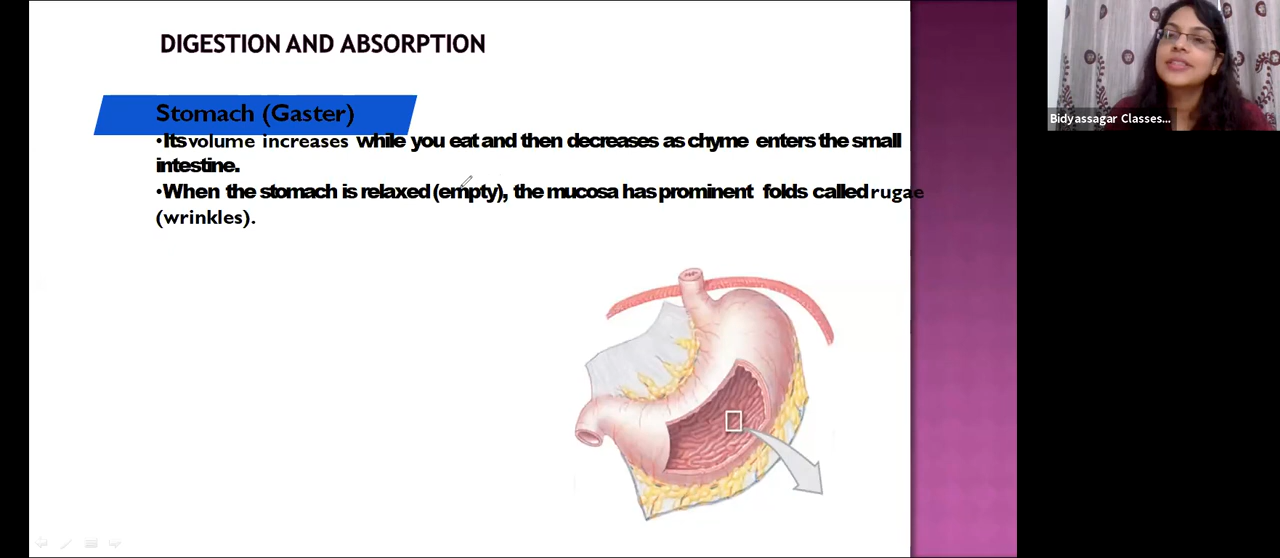 DIGESTION AND ABSORPTION
Stomach (Gaster)
•Its volume increases while you eat and then decreases as chyme enters the small
intestine.
•When the stomach is relaxed (empty), the mucosa has prominent folds called rugae
(wrinkles).
Bidyassagar Classes...